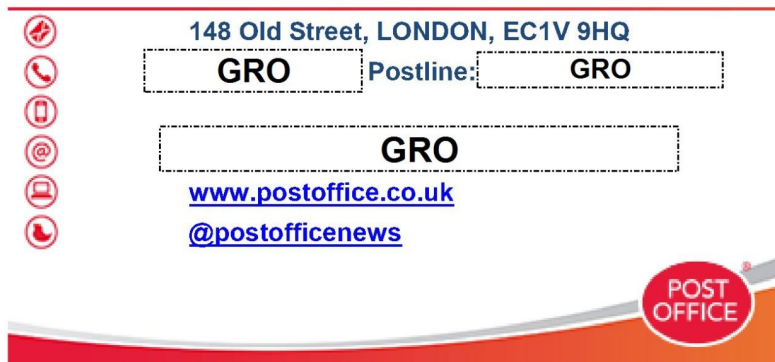 148 Old Street, LONDON, EC1V 9HQ
GRO Postline: GRO
GRO
www.postoffice.co.uk
@postofficenews
POST
OFFICE
®